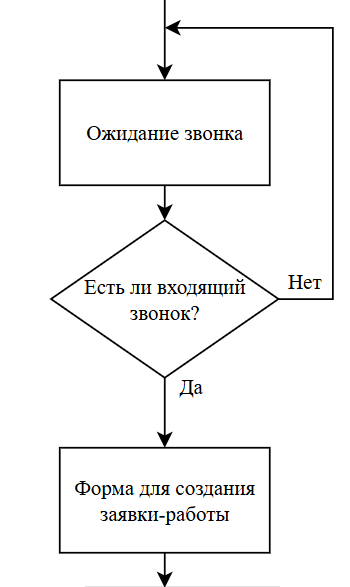 Ожидание звонка
Есть ли входящий
звонок?
Нет
Да
Форма для создания
заявки-работы